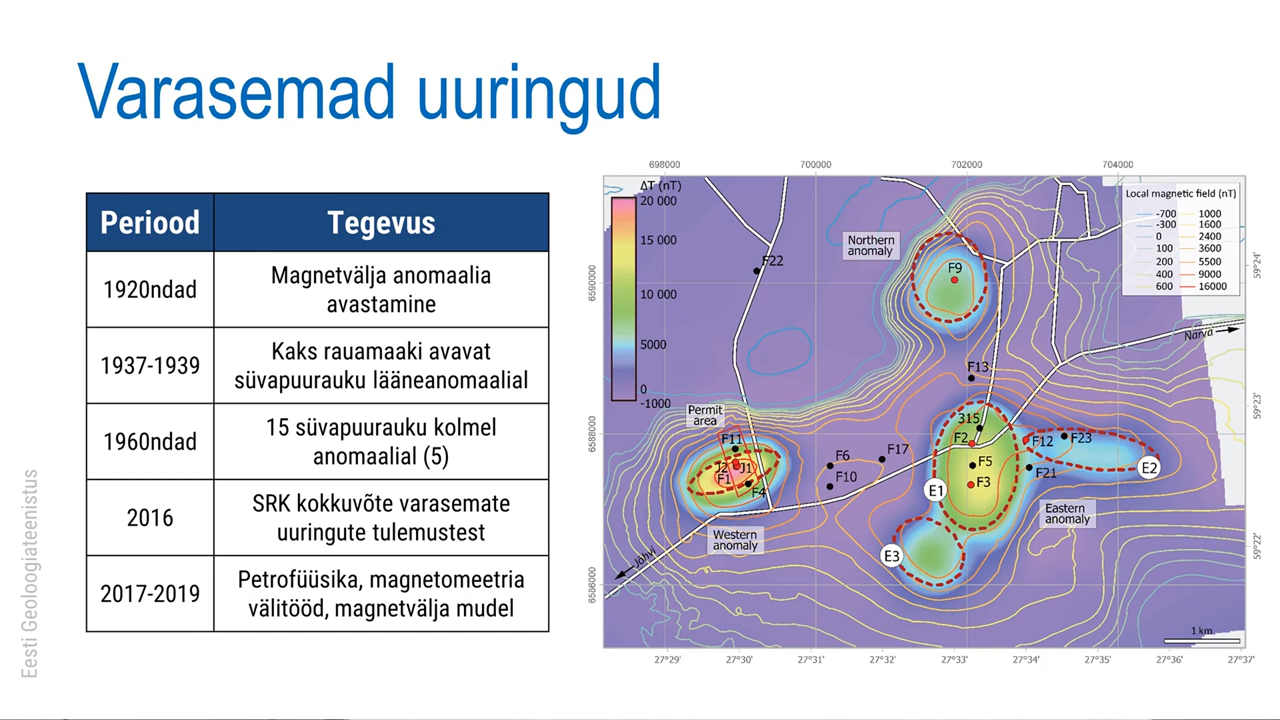 Varasemad uuringud
Periood Tegevus
1920ndad Magnetvälja anomaalia
avastamine
1937-1939 Kaks rauamaaki avavat
süvapuurauku lääneanomaalial
1960ndad 15 süvapuurauku kolmel
anomaalial (5)
2016 SRK kokkuvõte varasemate
uuringute tulemustest
2017-2019 Petrofüüsika, magnetomeetria
välitööd, magnetvälja mudel
Eesti Geoloogiateenistus
698000 700000 702000 704000
ΔT (nT)
20 000
15 000
10 000
5000
0
-1000
Local magnetic field (nT)
-700 1000
-300 1600
0 2400
100 3600
200 5500
400 9000
600 16000
Northern
anomaly
F9
F22
6590000
59°24'
Narva
F13
59°23'
Permit
area
315
F11
F2
F12
F23
6588000
J2
J1
F1
F4
F6
F17
F10
F5
F3
F21
E1
E2
Eastern
anomaly
Western
anomaly
E3
59°22'
Jõhvi
6586000
1 km
27°29' 27°30' 27°31' 27°32' 27°33' 27°34' 27°35' 27°36' 27°37'